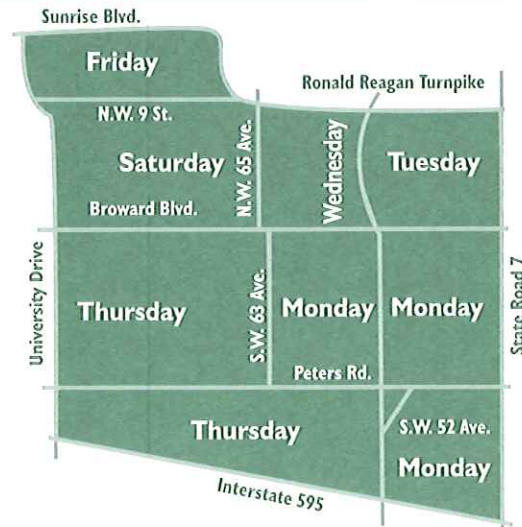 Sunrise Blvd.
Friday
Ronald Reagan Turnpike
N.W. 9 St.
Saturday
N.W. 65 Ave.
Wednesday
Tuesday
Broward Blvd.
University Drive
Thursday
S.W. 63 Ave.
Monday
Monday
State Road 7
Peters Rd.
Thursday
S.W. 52 Ave.
Monday
Interstate 595